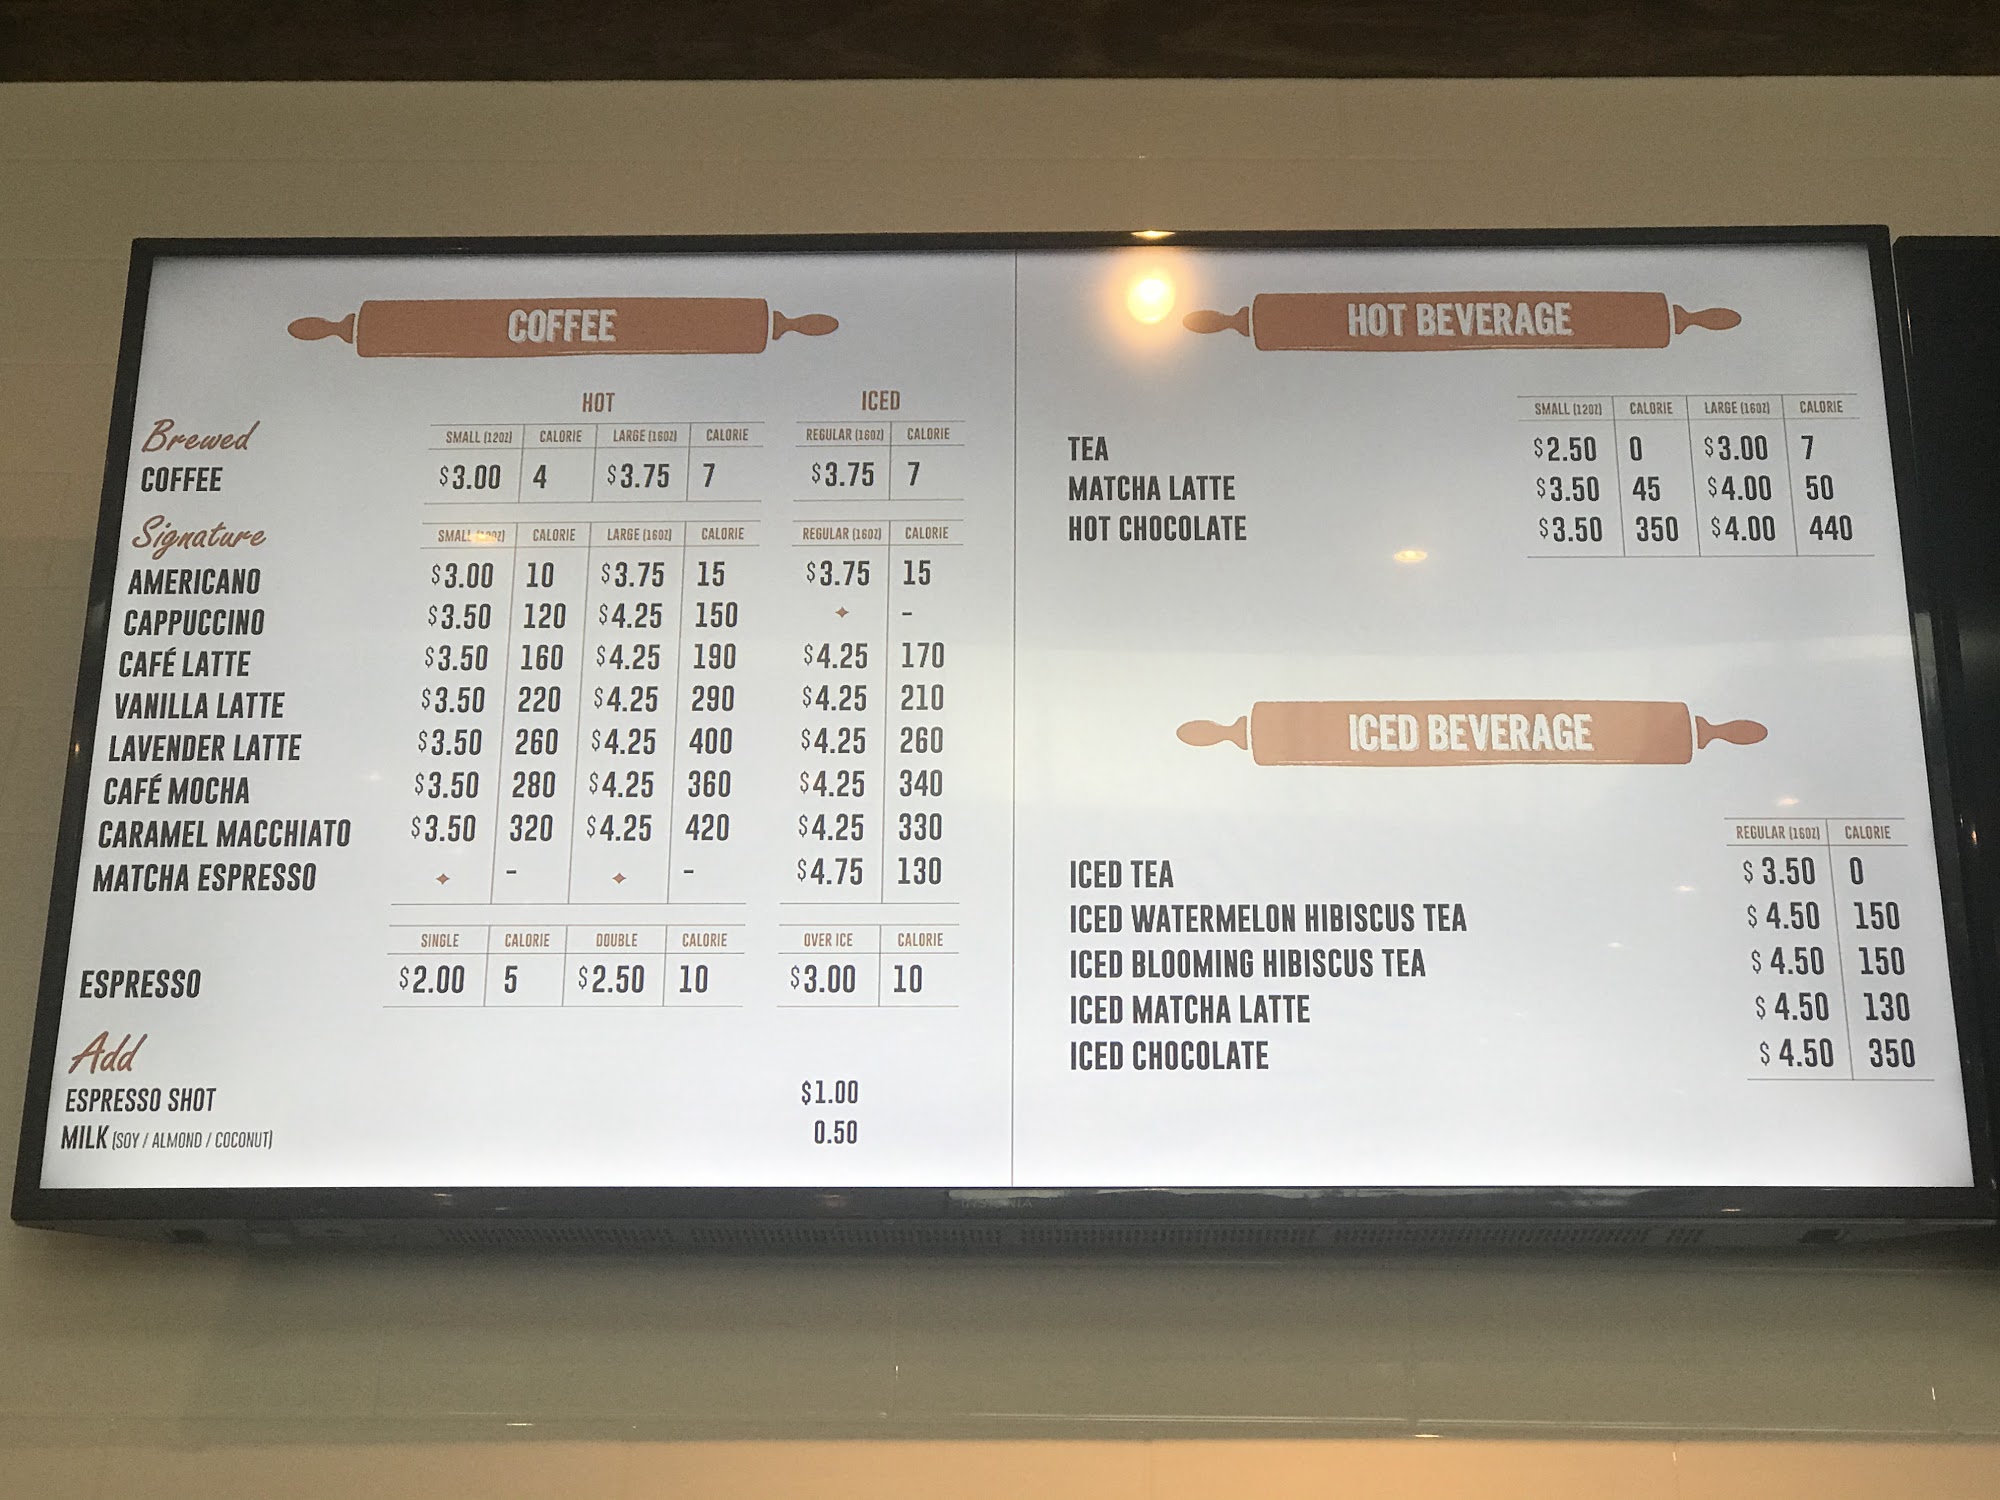 COFFEE
HOT ICED
Brewed SMALL (12OZ) CALORIE LARGE (16OZ) CALORIE REGULAR (16OZ) CALORIE
COFFEE $3.00 4 $3.75 7 $3.75 7
Signature SMALL (12OZ) CALORIE LARGE (16OZ) CALORIE REGULAR (16OZ) CALORIE
AMERICANO $3.00 10 $3.75 15 $3.75 15
CAPPUCCINO $3.50 120 $4.25 150 ✦ -
CAFÉ LATTE $3.50 160 $4.25 190 $4.25 170
VANILLA LATTE $3.50 220 $4.25 290 $4.25 210
LAVENDER LATTE $3.50 260 $4.25 400 $4.25 260
CAFÉ MOCHA $3.50 280 $4.25 360 $4.25 340
CARAMEL MACCHIATO $3.50 320 $4.25 420 $4.25 330
MATCHA ESPRESSO ✦ - ✦ - $4.75 130
SINGLE CALORIE DOUBLE CALORIE OVER ICE CALORIE
ESPRESSO $2.00 5 $2.50 10 $3.00 10
Add
ESPRESSO SHOT $1.00
MILK (SOY / ALMOND / COCONUT) 0.50
HOT BEVERAGE
SMALL (12OZ) CALORIE LARGE (16OZ) CALORIE
TEA $2.50 0 $3.00 7
MATCHA LATTE $3.50 45 $4.00 50
HOT CHOCOLATE $3.50 350 $4.00 440
ICED BEVERAGE
REGULAR (16OZ) CALORIE
ICED TEA $ 3.50 0
ICED WATERMELON HIBISCUS TEA $ 4.50 150
ICED BLOOMING HIBISCUS TEA $ 4.50 150
ICED MATCHA LATTE $ 4.50 130
ICED CHOCOLATE $ 4.50 350
INSIGNIA